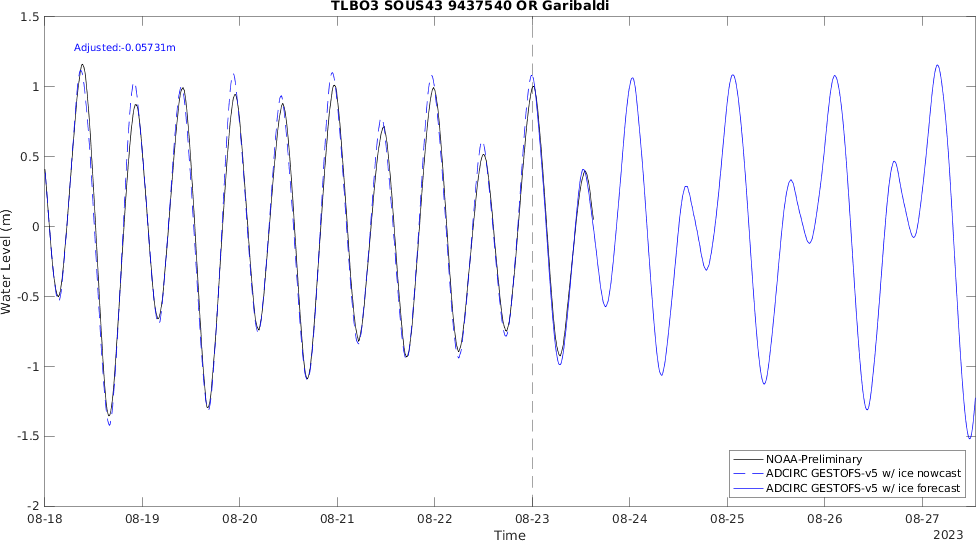 TLBO3 SOUS43 9437540 OR Garibaldi
Adjusted:-0.05731m
1.5
1
0.5
0
-0.5
-1
-1.5
-2
Water Level (m)
NOAA-Preliminary
ADCIRC GESTOFS-v5 w/ ice nowcast
ADCIRC GESTOFS-v5 w/ ice forecast
08-18 08-19 08-20 08-21 08-22 08-23 08-24 08-25 08-26 08-27
Time
2023